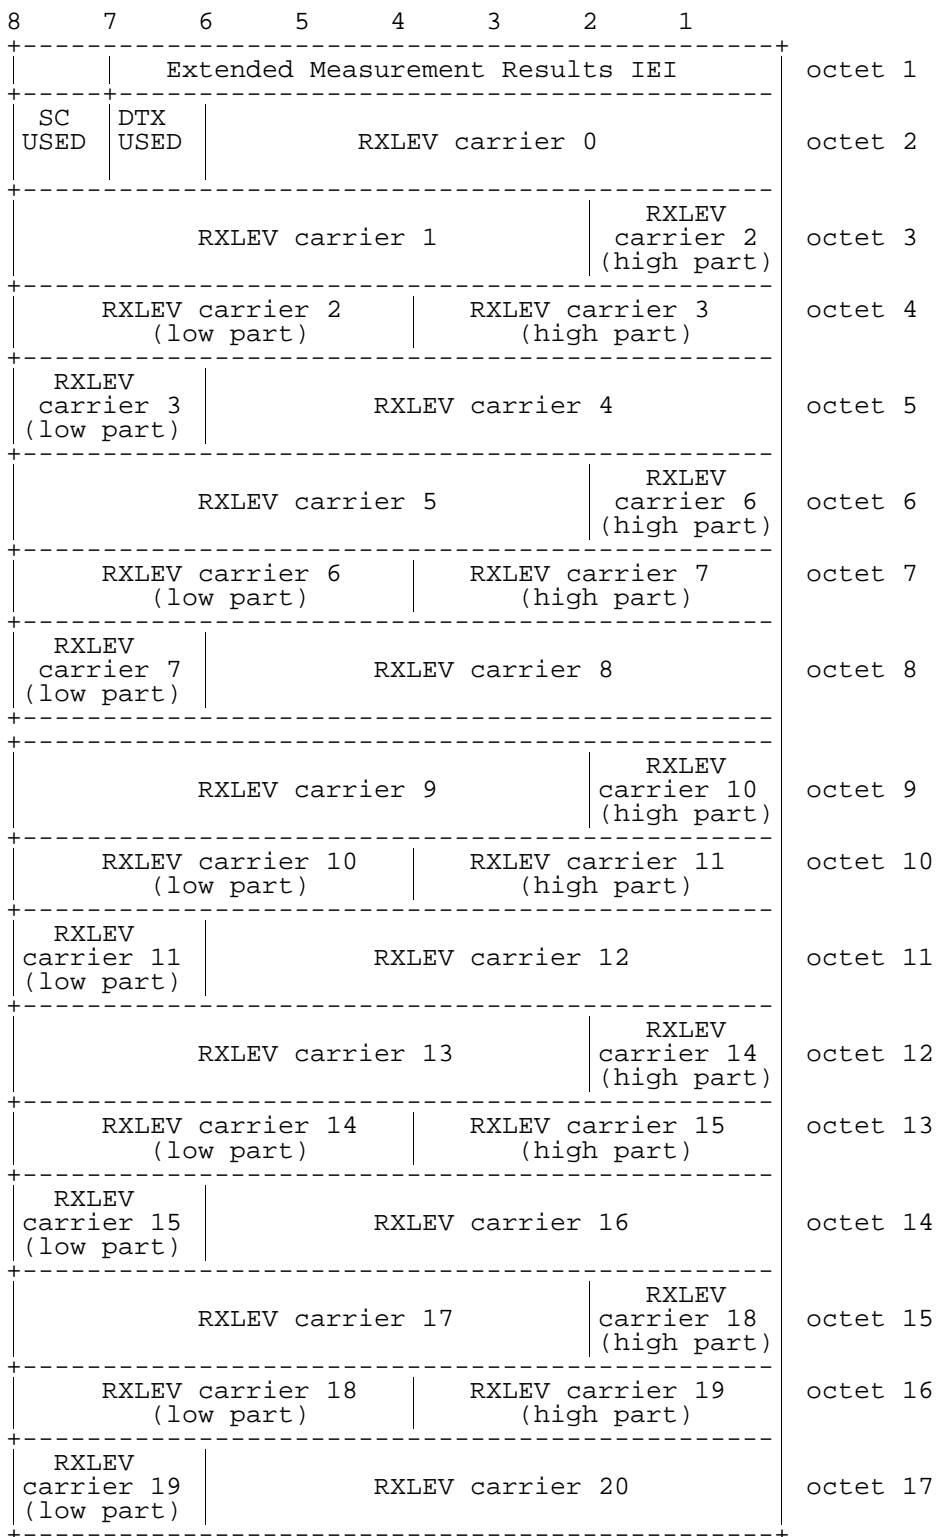 8 7 6 5 4 3 2 1
Extended Measurement Results IEI octet 1
SC DTX
USED USED RXLEV carrier 0 octet 2
RXLEV
RXLEV carrier 1 carrier 2 octet 3
(high part)
RXLEV carrier 2 RXLEV carrier 3 octet 4
(low part) (high part)
RXLEV
carrier 3 RXLEV carrier 4 octet 5
(low part)
RXLEV
RXLEV carrier 5 carrier 6 octet 6
(high part)
RXLEV carrier 6 RXLEV carrier 7 octet 7
(low part) (high part)
RXLEV
carrier 7 RXLEV carrier 8 octet 8
(low part)
RXLEV
RXLEV carrier 9 carrier 10 octet 9
(high part)
RXLEV carrier 10 RXLEV carrier 11 octet 10
(low part) (high part)
RXLEV
carrier 11 RXLEV carrier 12 octet 11
(low part)
RXLEV
RXLEV carrier 13 carrier 14 octet 12
(high part)
RXLEV carrier 14 RXLEV carrier 15 octet 13
(low part) (high part)
RXLEV
carrier 15 RXLEV carrier 16 octet 14
(low part)
RXLEV
RXLEV carrier 17 carrier 18 octet 15
(high part)
RXLEV carrier 18 RXLEV carrier 19 octet 16
(low part) (high part)
RXLEV
carrier 19 RXLEV carrier 20 octet 17
(low part)